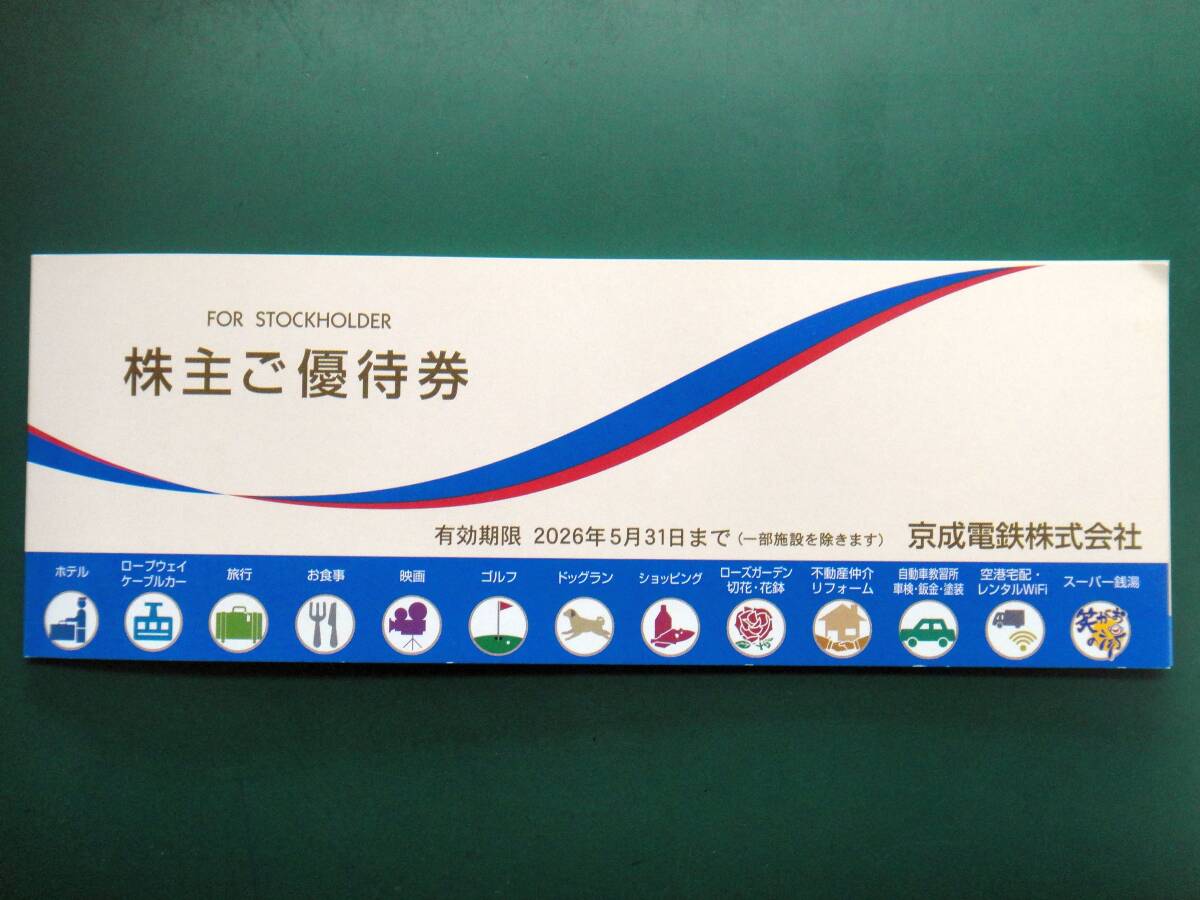 FOR STOCKHOLDER
株主ご優待券
有効期限 2026年5月31日まで(一部施設を除きます) 京成電鉄株式会社
ホテル
ロープウェイ
ケーブルカー
旅行
お食事
映画
ゴルフ
ドッグラン
ショッピング
ローズガーデン
切花・花鉢
不動産仲介
リフォーム
自動車教習所
車検・鈑金・塗装
空港宅配・
レンタルWiFi
スーパー銭湯
笑がおの湯